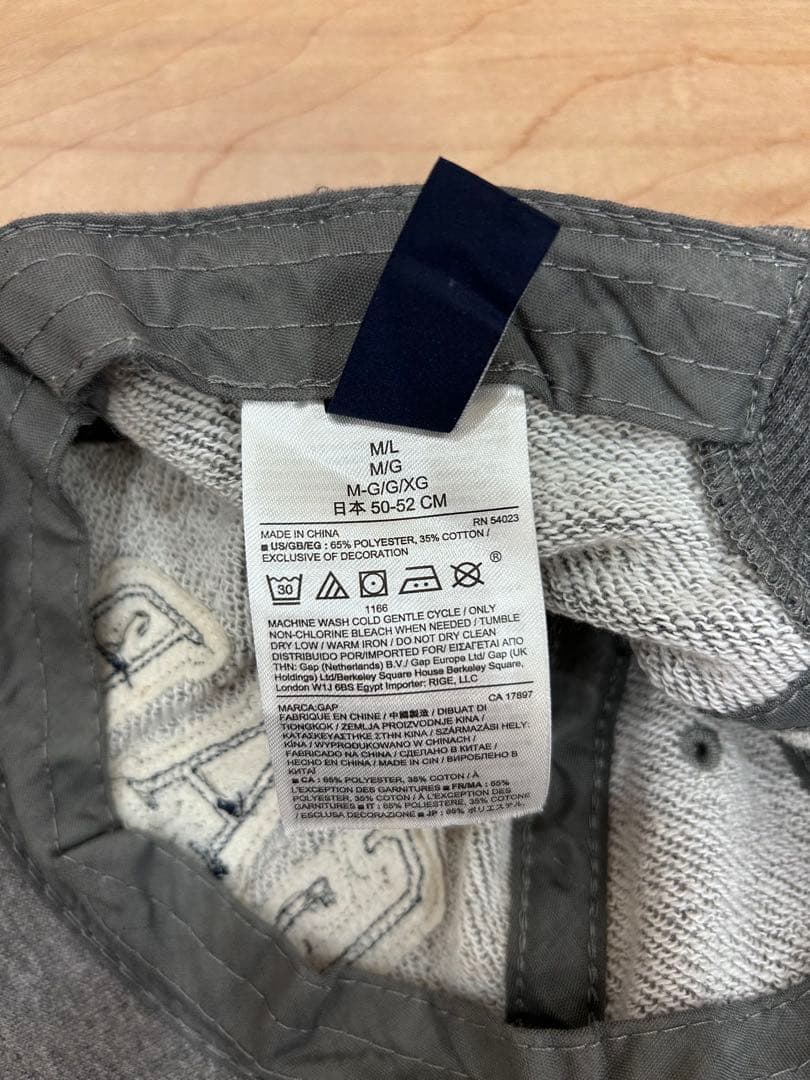 M/L
M/G
M-G/G/XG
日本 50-52 CM
RN 54023
MADE IN CHINA
■ US/GB/EG : 65% POLYESTER, 35% COTTON /
EXCLUSIVE OF DECORATION
30
®
1166
MACHINE WASH COLD GENTLE CYCLE / ONLY
NON-CHLORINE BLEACH WHEN NEEDED / TUMBLE
DRY LOW / WARM IRON / DO NOT DRY CLEAN
DISTRIBUIDO POR/IMPORTED FOR/ ΕΙΣΑΓΕΤΑΙ ΑΠΟ
ΤΗΝ: Gap (Netherlands) B.V./ Gap Europe Ltd/ Gap (UK
Holdings) Ltd/Berkeley Square House Berkeley Square,
London W1J 6BS Egypt Importer: RIGE, LLC
CA 17897
MARCA:GAP
FABRIQUE EN CHINE / 中國製造 / DIBUAT DI
TIONGKOK / ZEMLJA PROIZVODNJE KINA /
ΚΑΤΑΣΚΕΥΑΣΤΗΚΕ ΣΤΗΝ ΚΙΝΑ / SZÁRMAZÁSI HELY:
KÍNA / WYPRODUKOWANO W CHINACH /
FABRICADO NA CHINA / СДЕЛАНО В КИТАЕ /
HECHO EN CHINA / MADE IN CIN / ВИРОБЛЕНО В
КИТАЇ
■ CA : 65% POLYESTER, 35% COTON / À
L'EXCEPTION DES GARNITURES ■ FR/MA : 65%
POLYESTER, 35% COTON / À L'EXCEPTION DES
GARNITURES ■ IT : 65% POLIESTERE, 35% COTONE
/ ESCLUSA DECORAZIONE ■ JP : 65% ポリエステル,